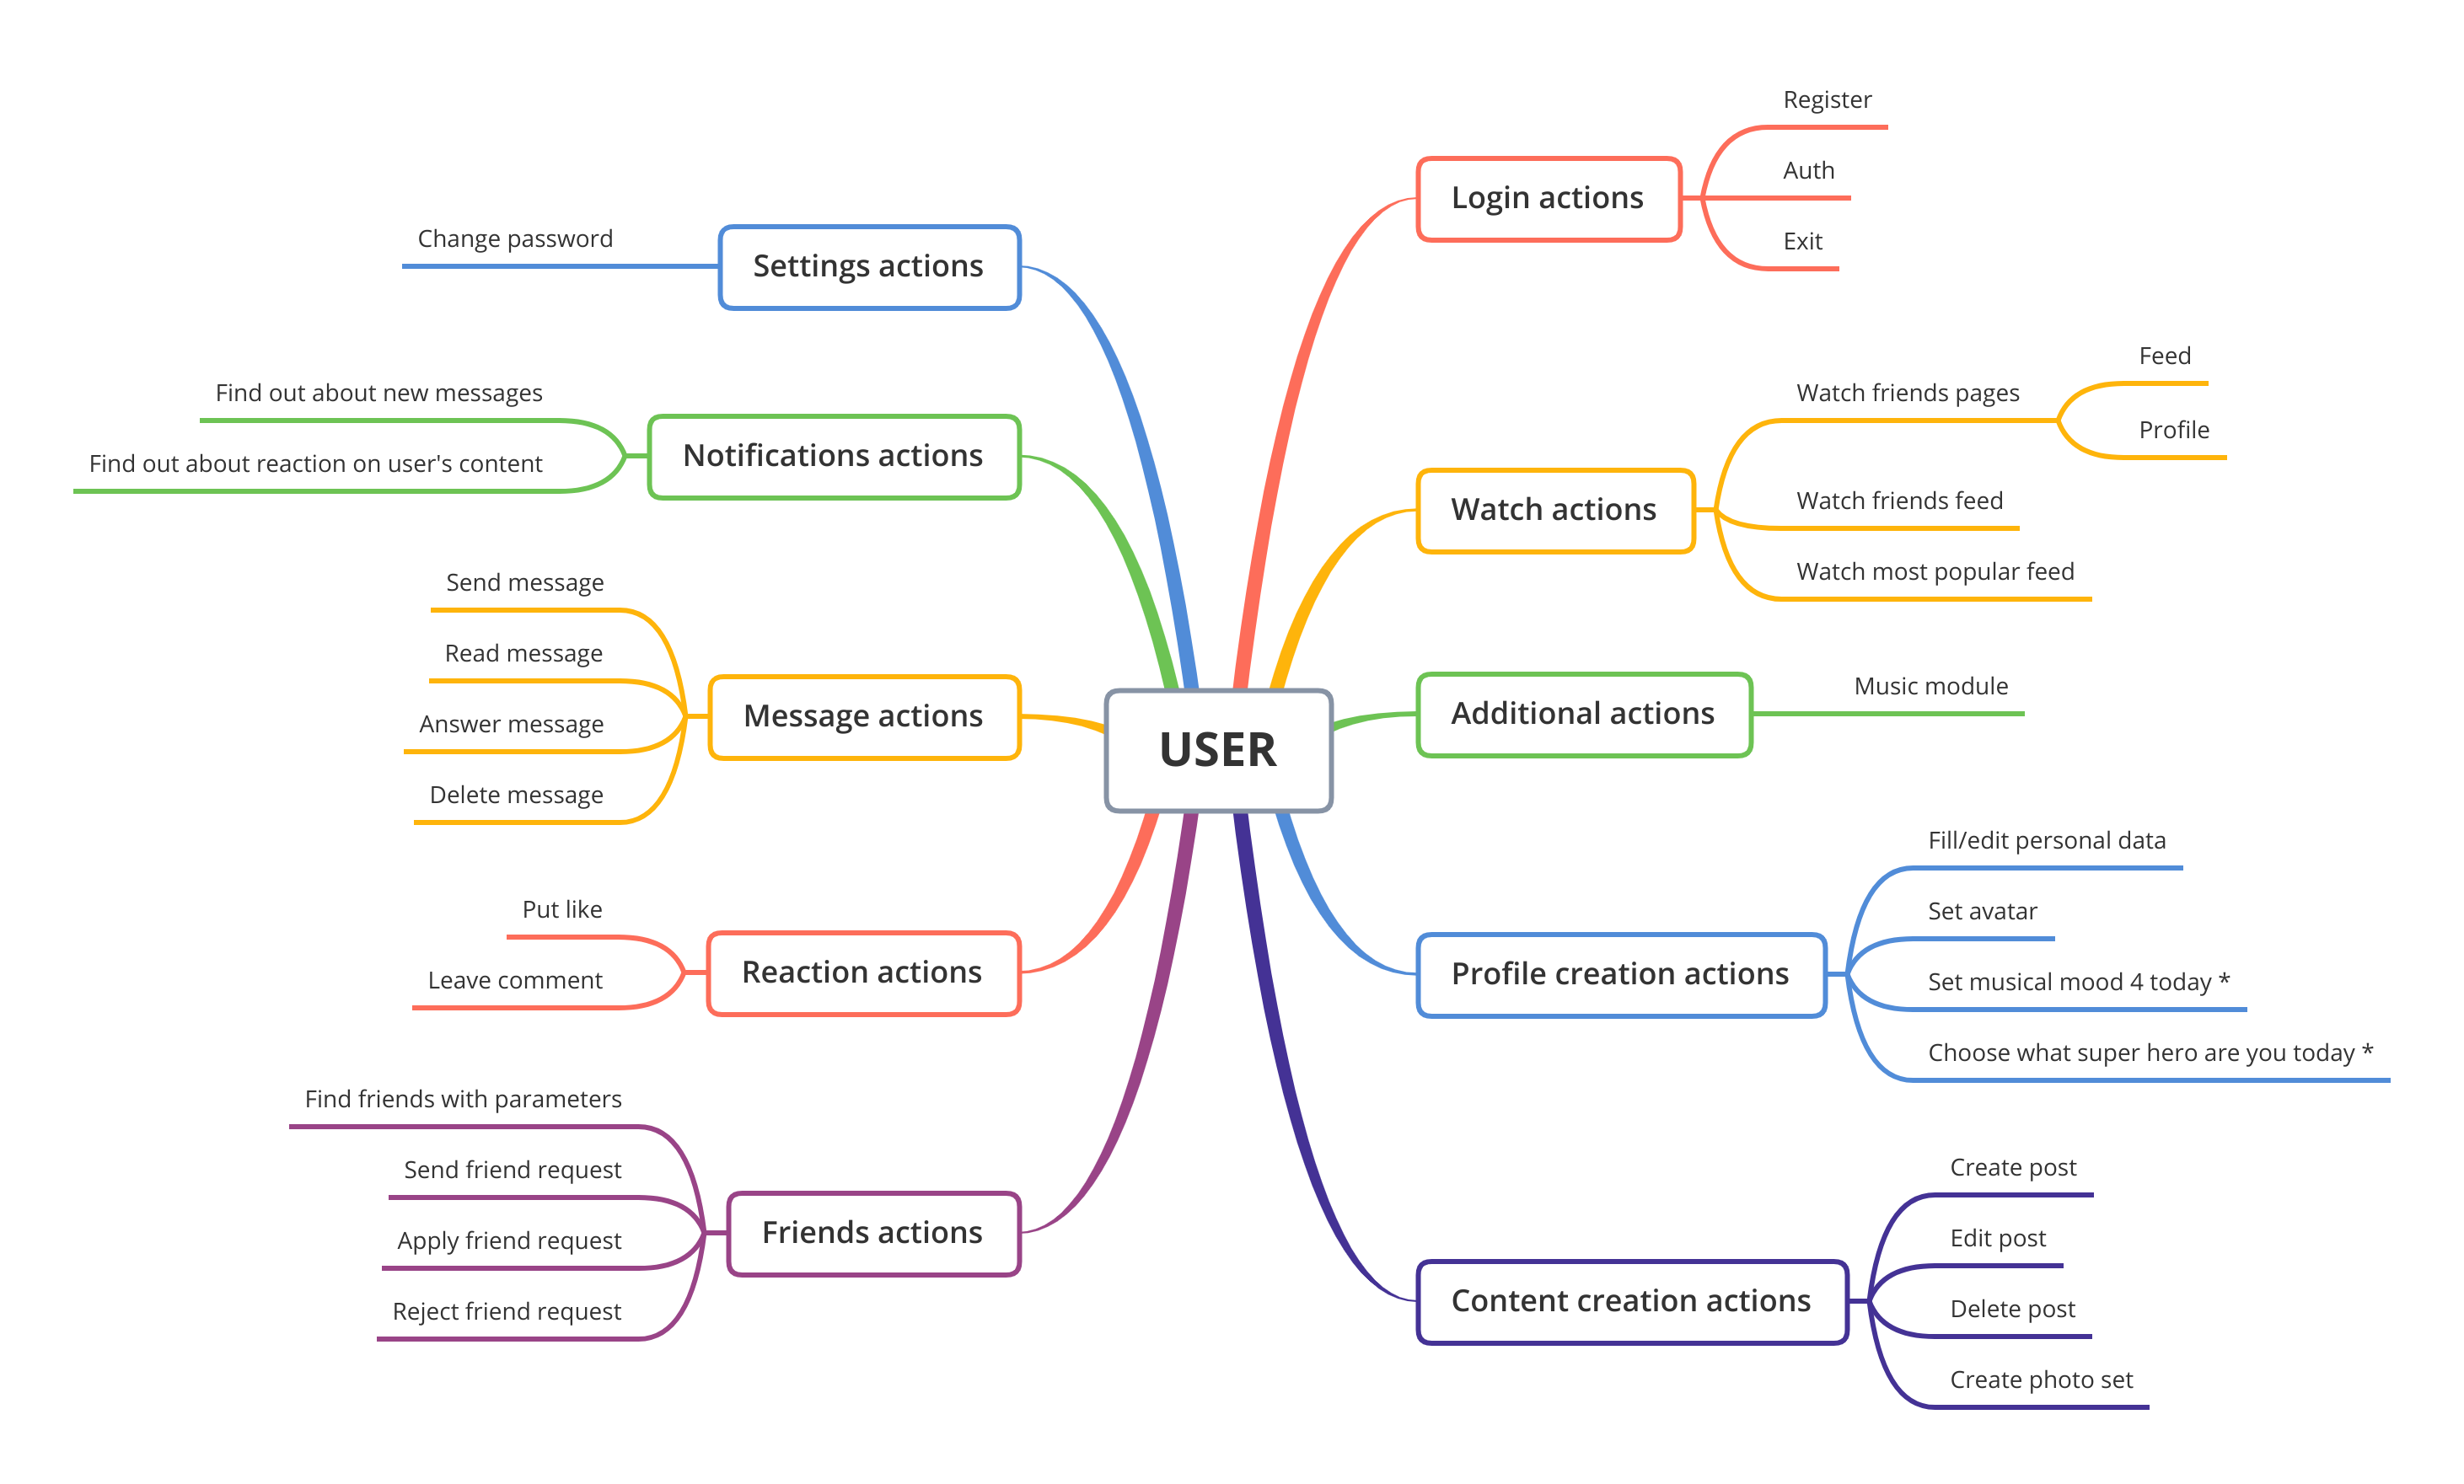 USER
Login actions
Register
Auth
Exit
Watch actions
Watch friends pages
Feed
Profile
Watch friends feed
Watch most popular feed
Additional actions
Music module
Profile creation actions
Fill/edit personal data
Set avatar
Set musical mood 4 today *
Choose what super hero are you today *
Content creation actions
Create post
Edit post
Delete post
Create photo set
Settings actions
Change password
Notifications actions
Find out about new messages
Find out about reaction on user's content
Message actions
Send message
Read message
Answer message
Delete message
Reaction actions
Put like
Leave comment
Friends actions
Find friends with parameters
Send friend request
Apply friend request
Reject friend request